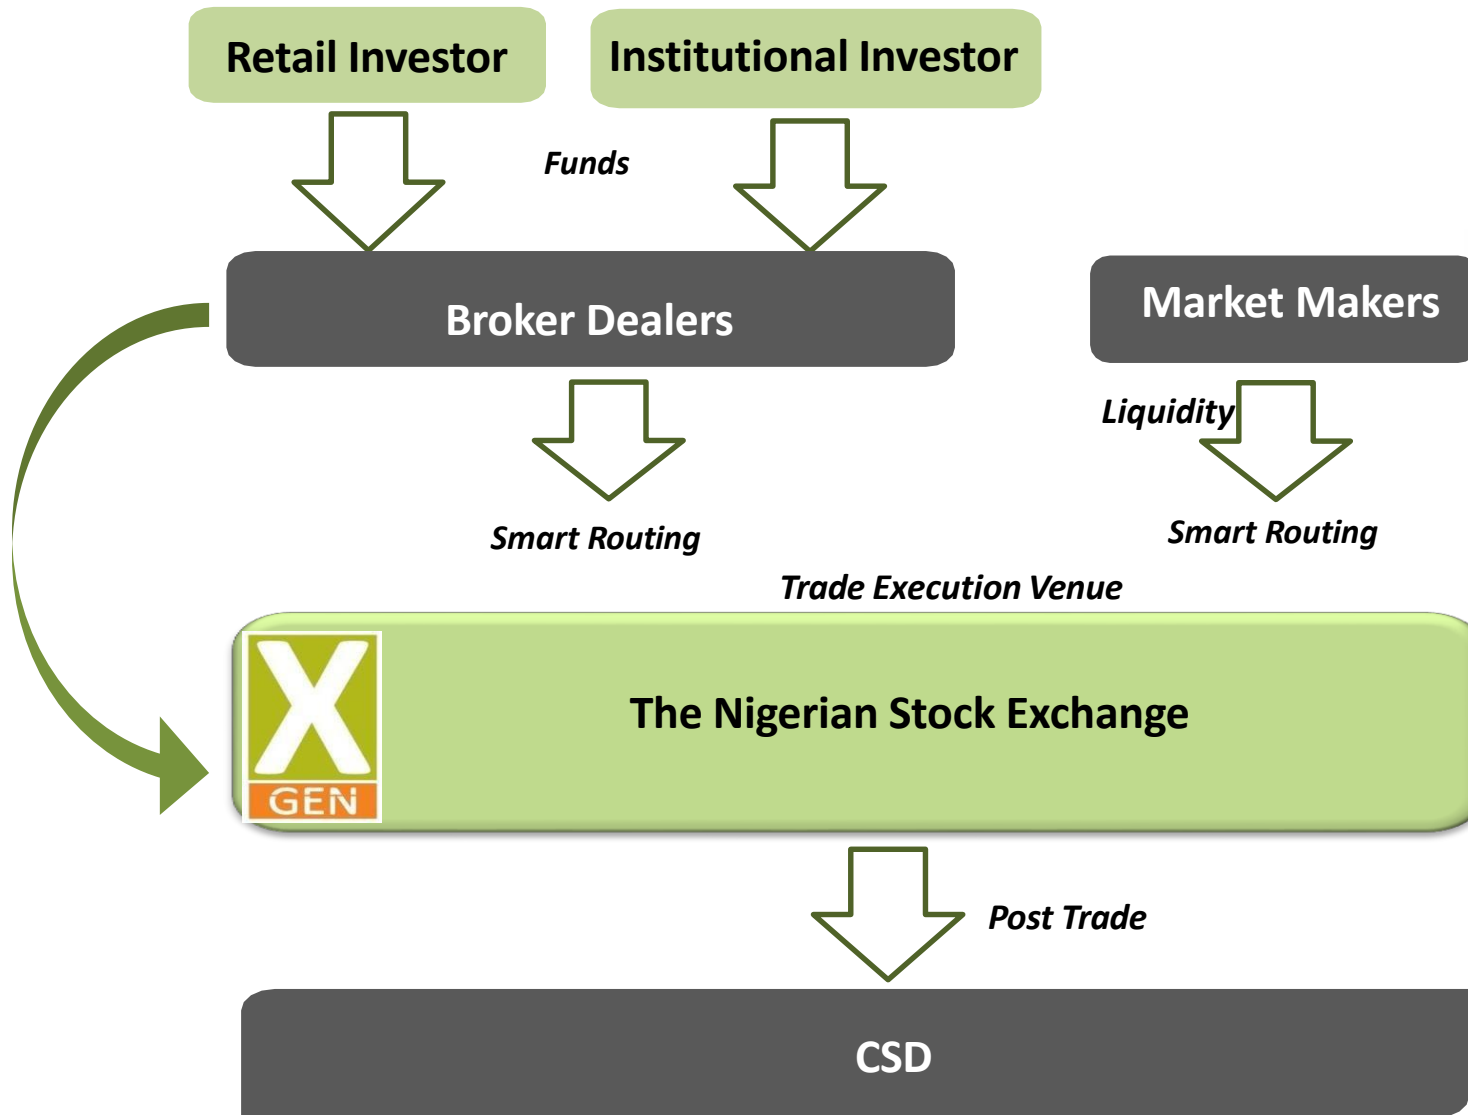 Retail Investor
Institutional Investor
Funds
Broker Dealers
Market Makers
Liquidity
Smart Routing
Smart Routing
Trade Execution Venue
X
GEN
The Nigerian Stock Exchange
Post Trade
CSD